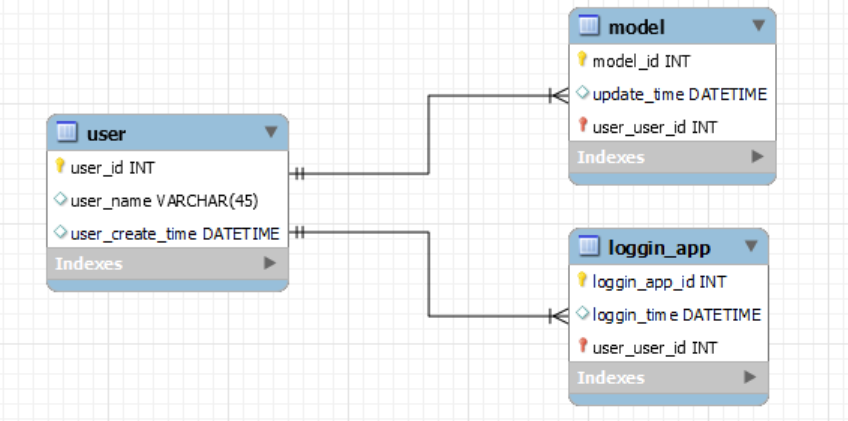 user
user_id INT
user_name VARCHAR(45)
user_create_time DATETIME
Indexes
model
model_id INT
update_time DATETIME
user_user_id INT
Indexes
loggin_app
loggin_app_id INT
loggin_time DATETIME
user_user_id INT
Indexes